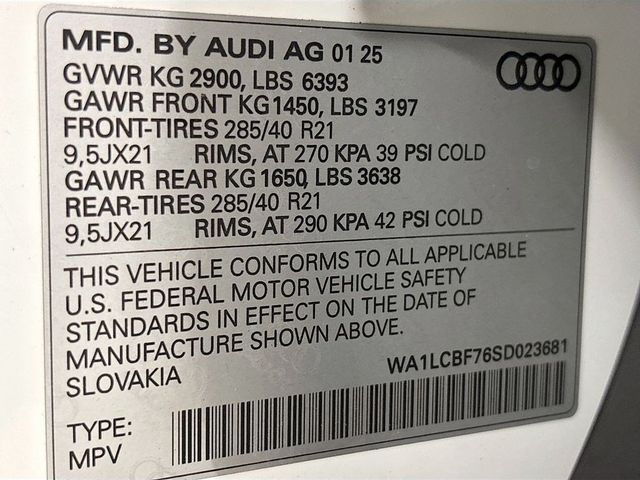 MFD. BY AUDI AG 01 25
GVWR KG 2900, LBS 6393
GAWR FRONT KG1450, LBS 3197
FRONT-TIRES 285/40 R21
9,5JX21 RIMS, AT 270 KPA 39 PSI COLD
GAWR REAR KG1650, LBS 3638
REAR-TIRES 285/40 R21
9,5JX21 RIMS, AT 290 KPA 42 PSI COLD
THIS VEHICLE CONFORMS TO ALL APPLICABLE
U.S. FEDERAL MOTOR VEHICLE SAFETY
STANDARDS IN EFFECT ON THE DATE OF
MANUFACTURE SHOWN ABOVE.
SLOVAKIA
WA1LCBF76SD023681
TYPE:
MPV